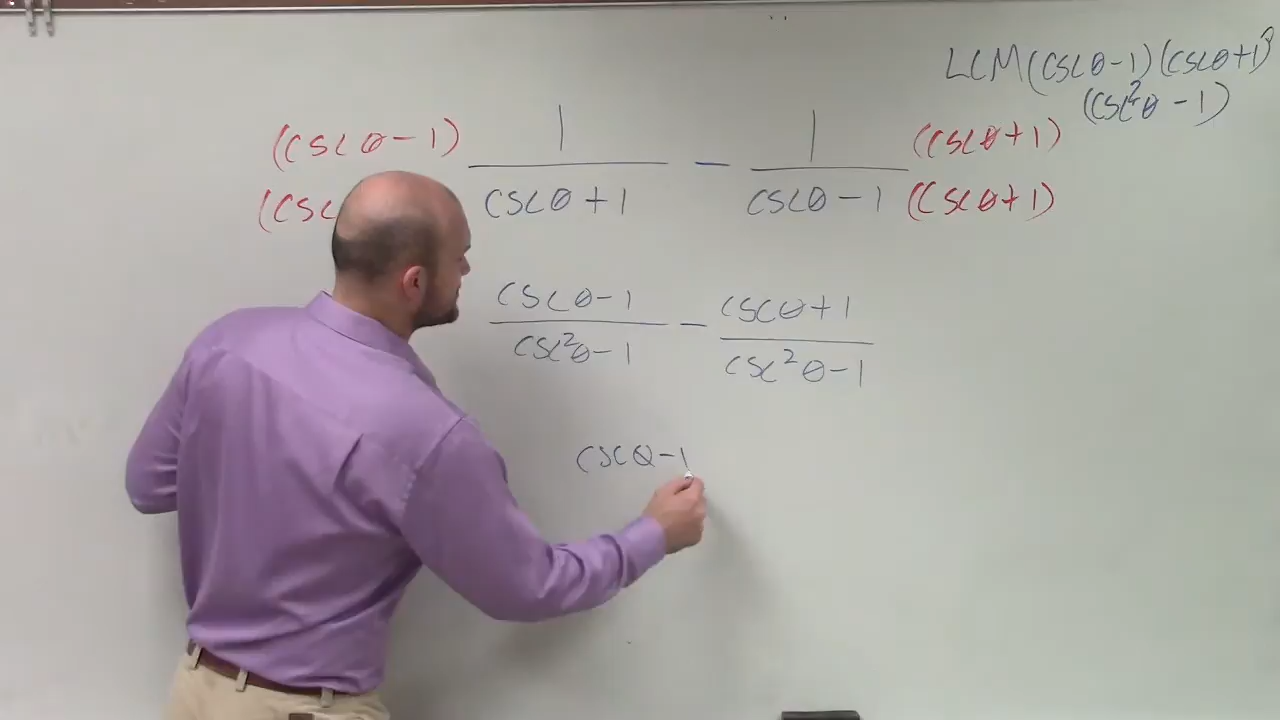 LCM (cscθ-1)(cscθ+1)
(csc²θ-1)
(cscθ-1) 1 - 1 (cscθ+1)
(csc cscθ+1 cscθ-1 (cscθ+1)
cscθ-1 - cscθ+1
csc²θ-1 csc²θ-1
cscθ-1